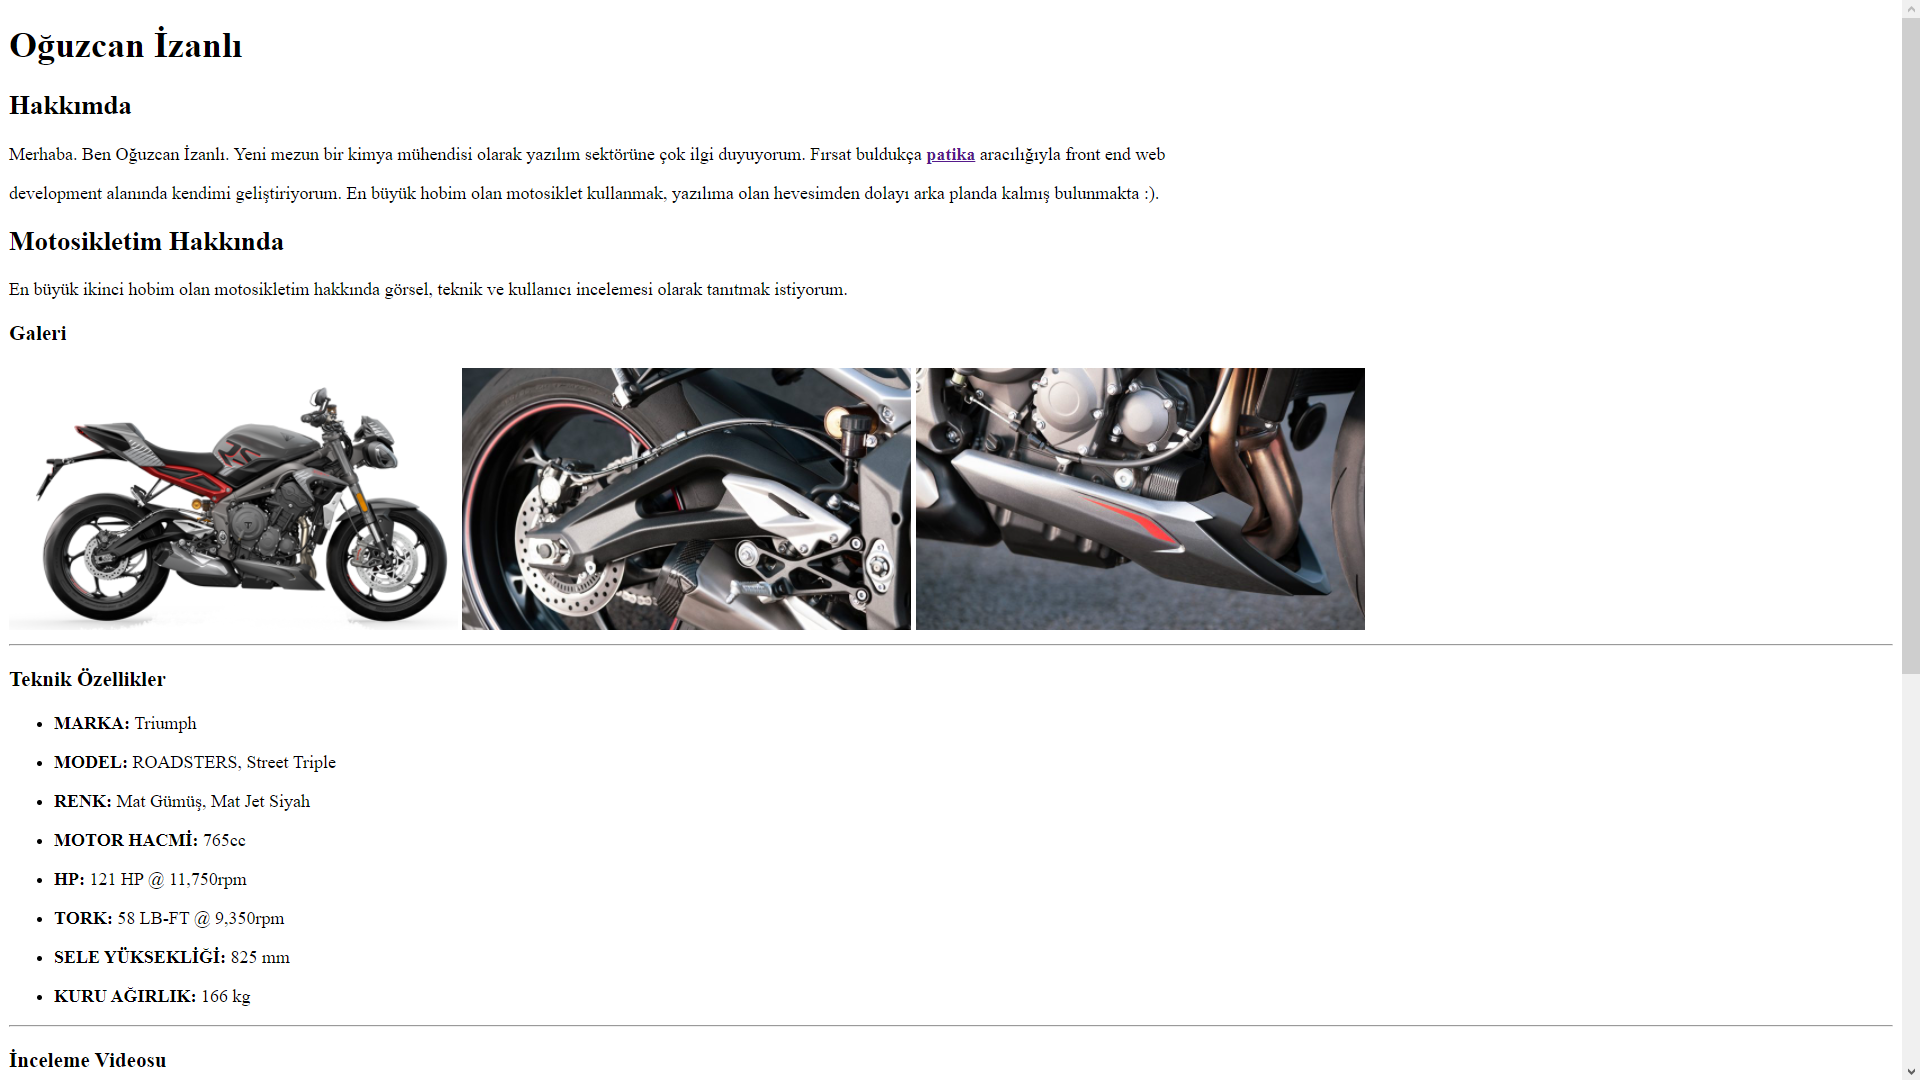 Oğuzcan İzanlı
Hakkımda
Merhaba. Ben Oğuzcan İzanlı. Yeni mezun bir kimya mühendisi olarak yazılım sektörüne çok ilgi duyuyorum. Fırsat buldukça patika aracılığıyla front end web
development alanında kendimi geliştiriyorum. En büyük hobim olan motosiklet kullanmak, yazılıma olan hevesimden dolayı arka planda kalmış bulunmakta :).
Motosikletim Hakkında
En büyük ikinci hobim olan motosikletim hakkında görsel, teknik ve kullanıcı incelemesi olarak tanıtmak istiyorum.
Galeri
RS
Teknik Özellikler
• MARKA: Triumph
• MODEL: ROADSTERS, Street Triple
• RENK: Mat Gümüş, Mat Jet Siyah
• MOTOR HACMİ: 765cc
• HP: 121 HP @ 11,750rpm
• TORK: 58 LB-FT @ 9,350rpm
• SELE YÜKSEKLİĞİ: 825 mm
• KURU AĞIRLIK: 166 kg
İnceleme Videosu